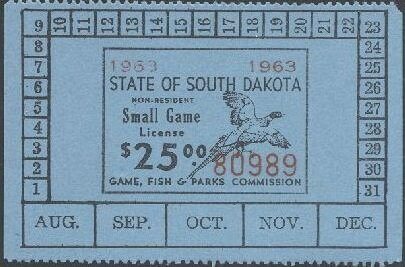 9 10 11 12 13 14 15 16 17 18 19 20 21 22 23
8 24
7 25
6 26
5 27
4 28
3 29
2 30
1 31
1963 1963
STATE OF SOUTH DAKOTA
NON-RESIDENT
Small Game
License
$25.00
80989
GAME, FISH & PARKS COMMISSION
AUG. SEP. OCT. NOV. DEC.